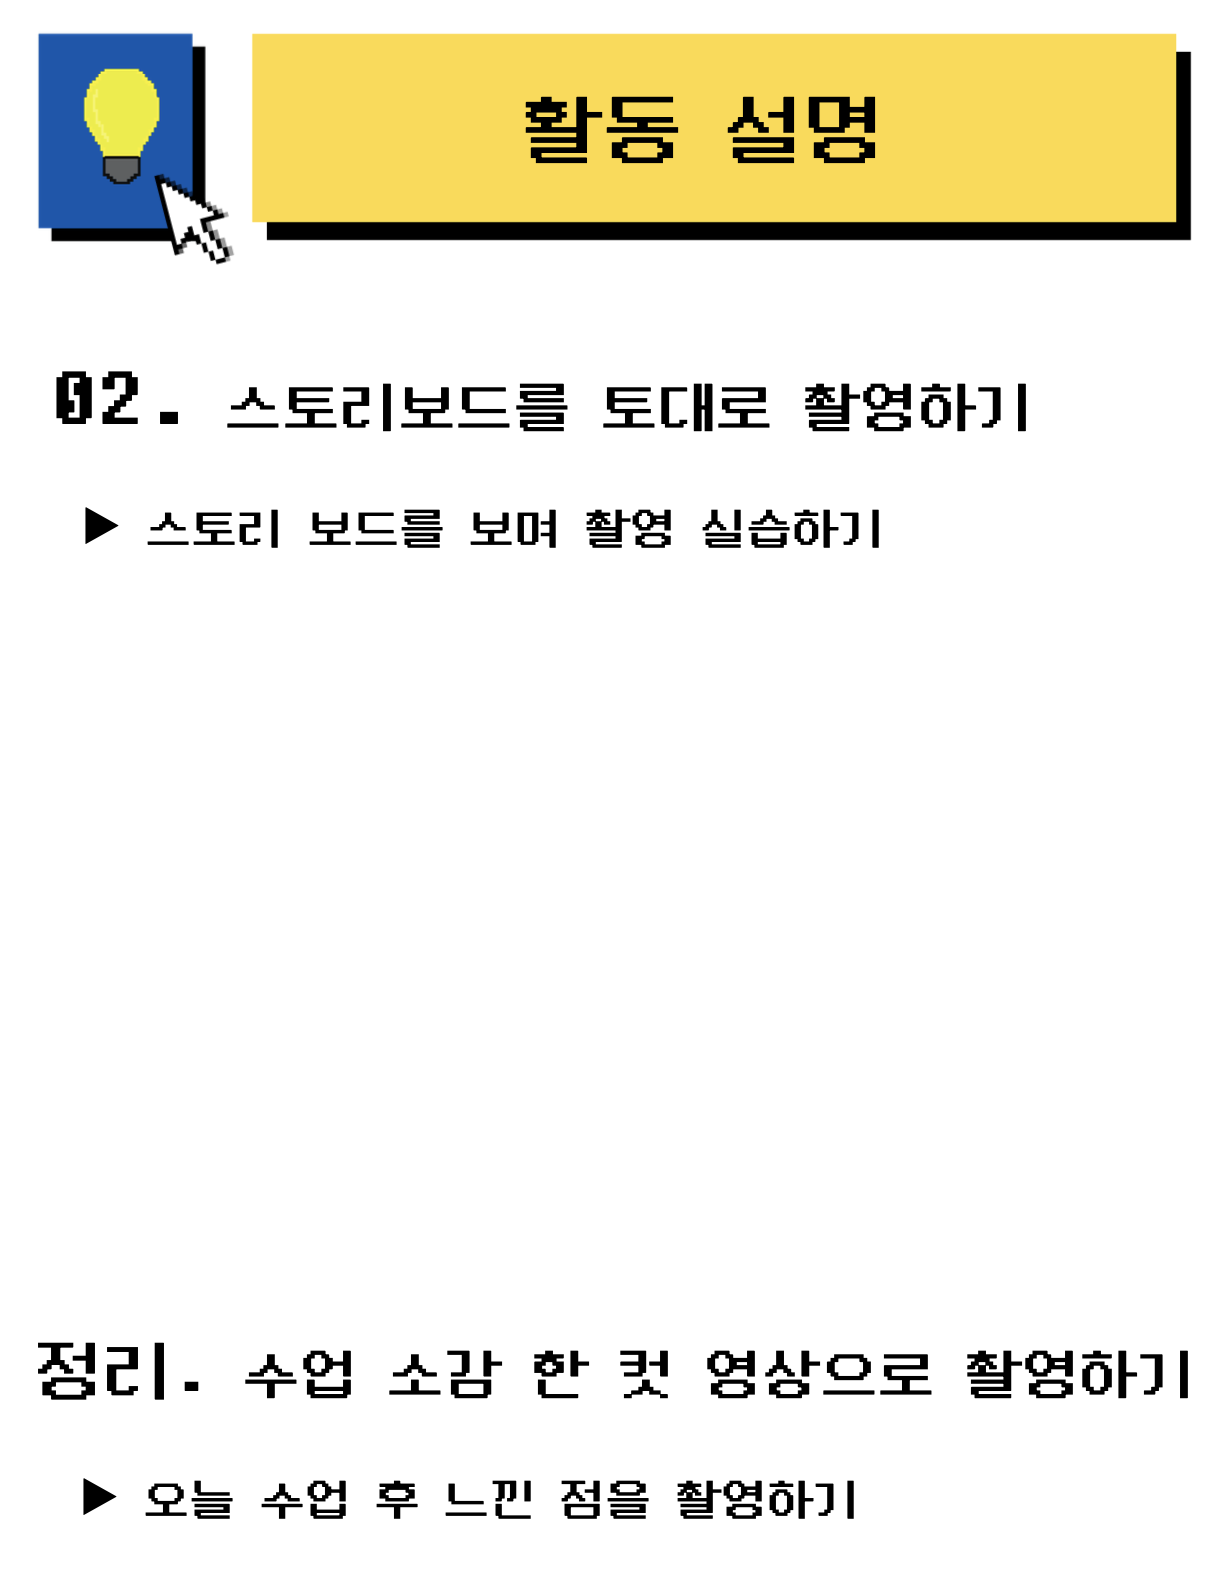 활동 설명
02. 스토리보드를 토대로 촬영하기
▶ 스토리 보드를 보며 촬영 실습하기
정리. 수업 소감 한 컷 영상으로 촬영하기
▶ 오늘 수업 후 느낀 점을 촬영하기